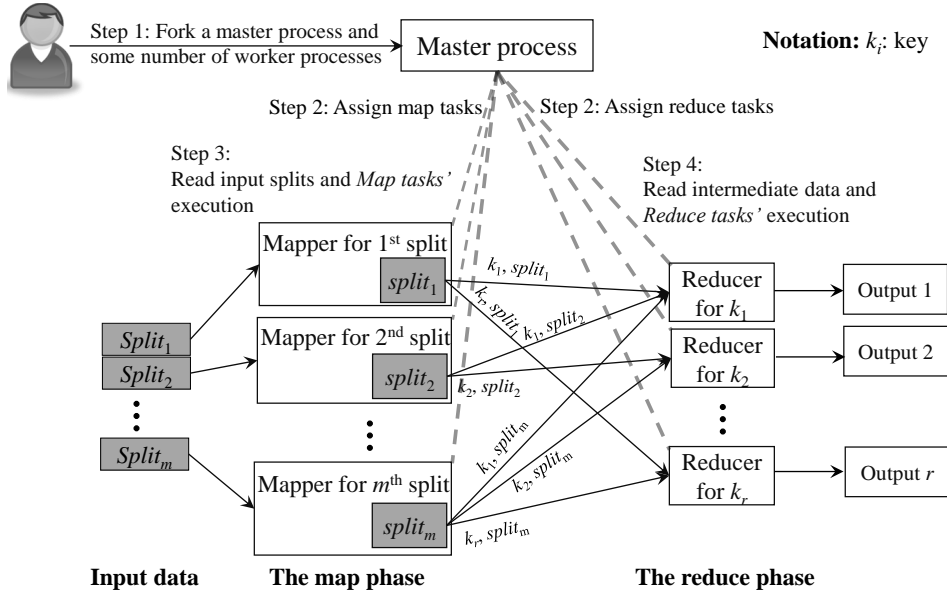 Step 1: Fork a master process and
some number of worker processes
Master process
Notation: kᵢ: key
Step 2: Assign map tasks
Step 2: Assign reduce tasks
Step 3:
Read input splits and Map tasks’
execution
Step 4:
Read intermediate data and
Reduce tasks’ execution
Split₁
Split₂
Splitₘ
Mapper for 1ˢᵗ split
split₁
Mapper for 2ⁿᵈ split
split₂
Mapper for mᵗʰ split
splitₘ
k₁, split₁
kᵣ, split₁
k₁, split₂
k₂, split₂
k₁, splitₘ
k₂, splitₘ
kᵣ, splitₘ
Reducer
for k₁
Reducer
for k₂
Reducer
for kᵣ
Output 1
Output 2
Output r
Input data
The map phase
The reduce phase